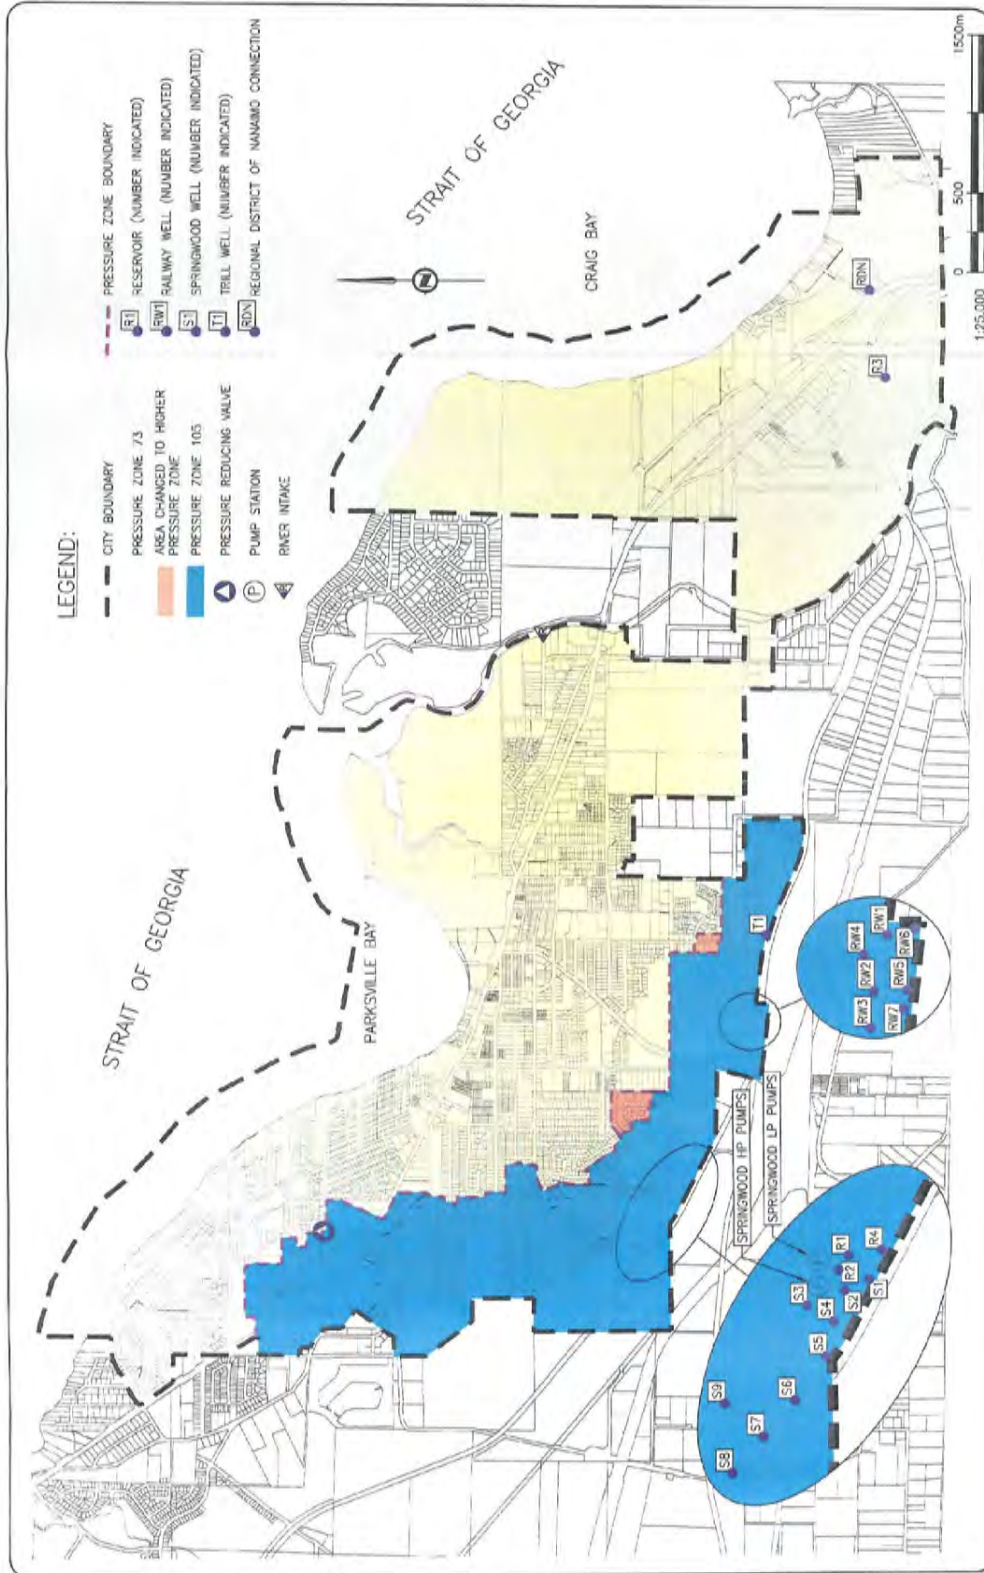 LEGEND:
CITY BOUNDARY
PRESSURE ZONE 73
AREA CHANGED TO HIGHER
PRESSURE ZONE
PRESSURE ZONE 105
PRESSURE REDUCING VALVE
P
PUMP STATION
RIVER INTAKE
PRESSURE ZONE BOUNDARY
R1
RESERVOIR (NUMBER INDICATED)
RW1
RAILWAY WELL (NUMBER INDICATED)
S1
SPRINGWOOD WELL (NUMBER INDICATED)
T1
TRILL WELL (NUMBER INDICATED)
RDN
REGIONAL DISTRICT OF NANAIMO CONNECTION
STRAIT OF GEORGIA
STRAIT OF GEORGIA
PARKSVILLE BAY
CRAIG BAY
RDN
R3
T1
SPRINGWOOD HP PUMPS
SPRINGWOOD LP PUMPS
RW3
RW2
RW4
RW1
RW7
RW5
RW6
S8
S9
S7
S6
S5
S4
S3
S2
R2
R1
S1
R4
0
500
1500m
1:25,000